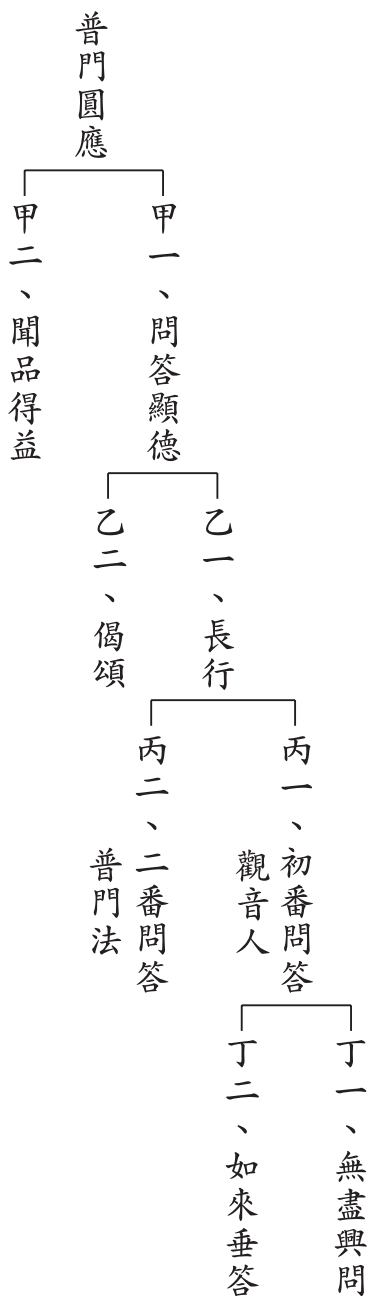 普門圓應
甲一、問答顯德
甲二、聞品得益
乙一、長行
乙二、偈頌
丙一、初番問答
觀音人
丙二、二番問答
普門法
丁一、無盡興問
丁二、如來垂答